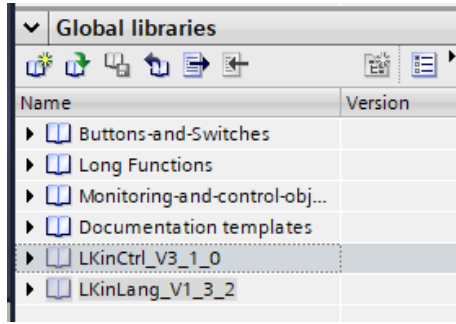 Global libraries
Name Version
Buttons-and-Switches
Long Functions
Monitoring-and-control-obj...
Documentation templates
LKinCtrl_V3_1_0
LKinLang_V1_3_2